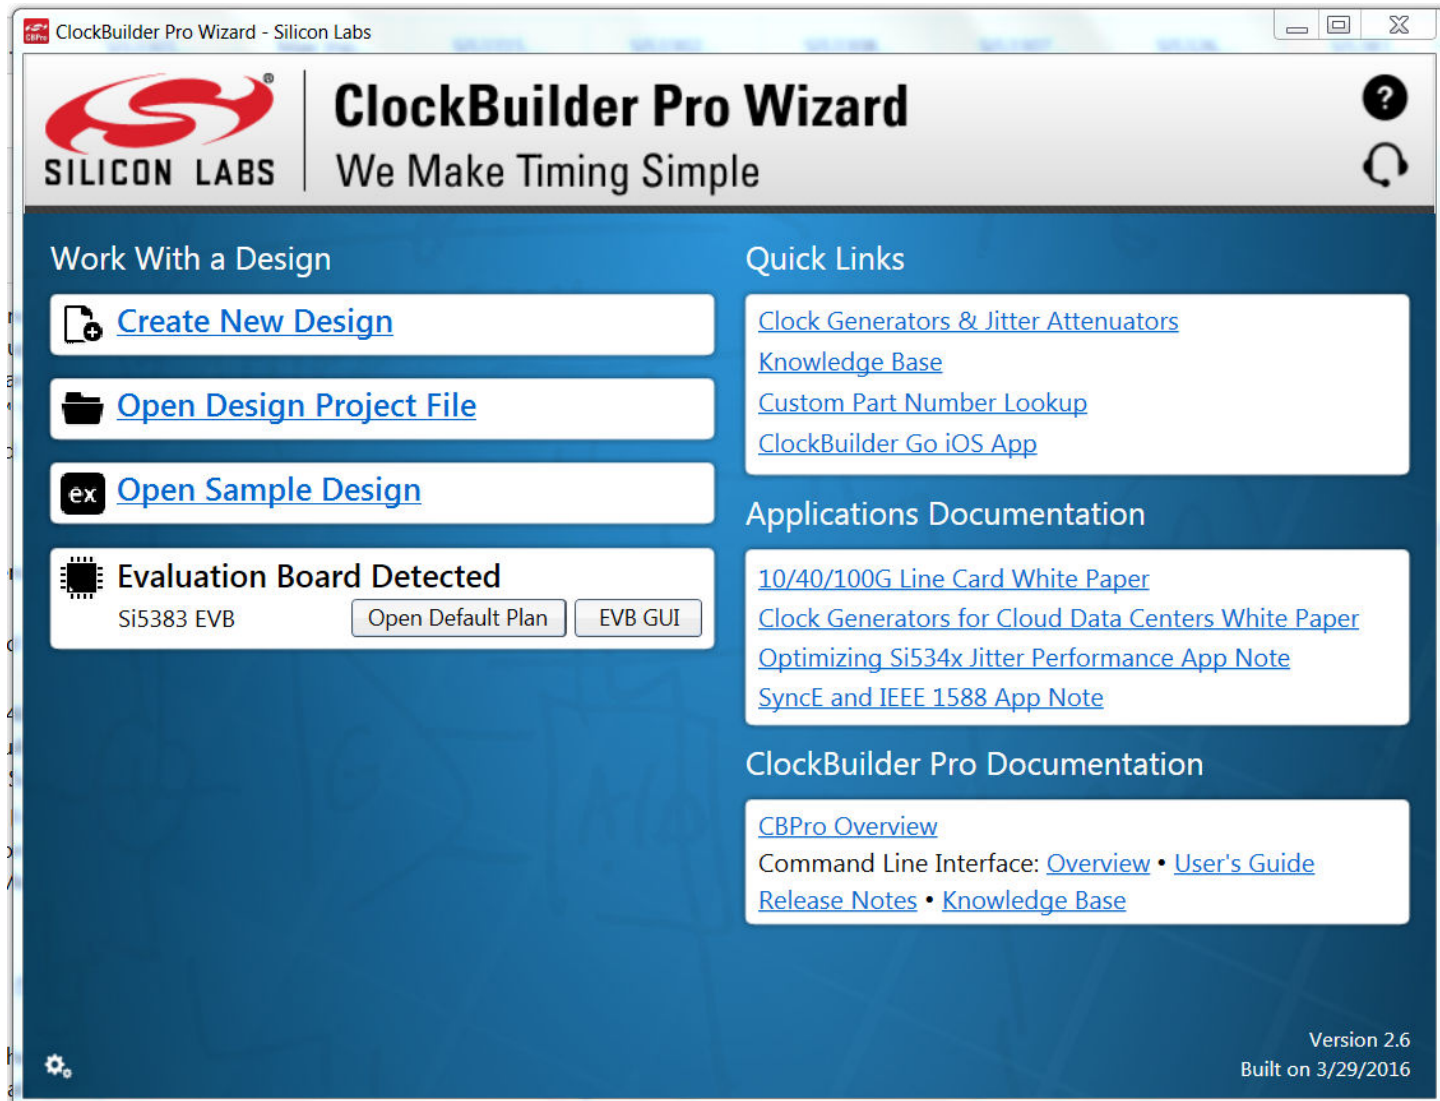 ClockBuilder Pro Wizard - Silicon Labs
SILICON LABS
®
ClockBuilder Pro Wizard
We Make Timing Simple
?
Work With a Design
Create New Design
Open Design Project File
ex Open Sample Design
Evaluation Board Detected
Si5383 EVB Open Default Plan EVB GUI
Quick Links
Clock Generators & Jitter Attenuators
Knowledge Base
Custom Part Number Lookup
ClockBuilder Go iOS App
Applications Documentation
10/40/100G Line Card White Paper
Clock Generators for Cloud Data Centers White Paper
Optimizing Si534x Jitter Performance App Note
SyncE and IEEE 1588 App Note
ClockBuilder Pro Documentation
CBPro Overview
Command Line Interface: Overview • User's Guide
Release Notes • Knowledge Base
Version 2.6
Built on 3/29/2016